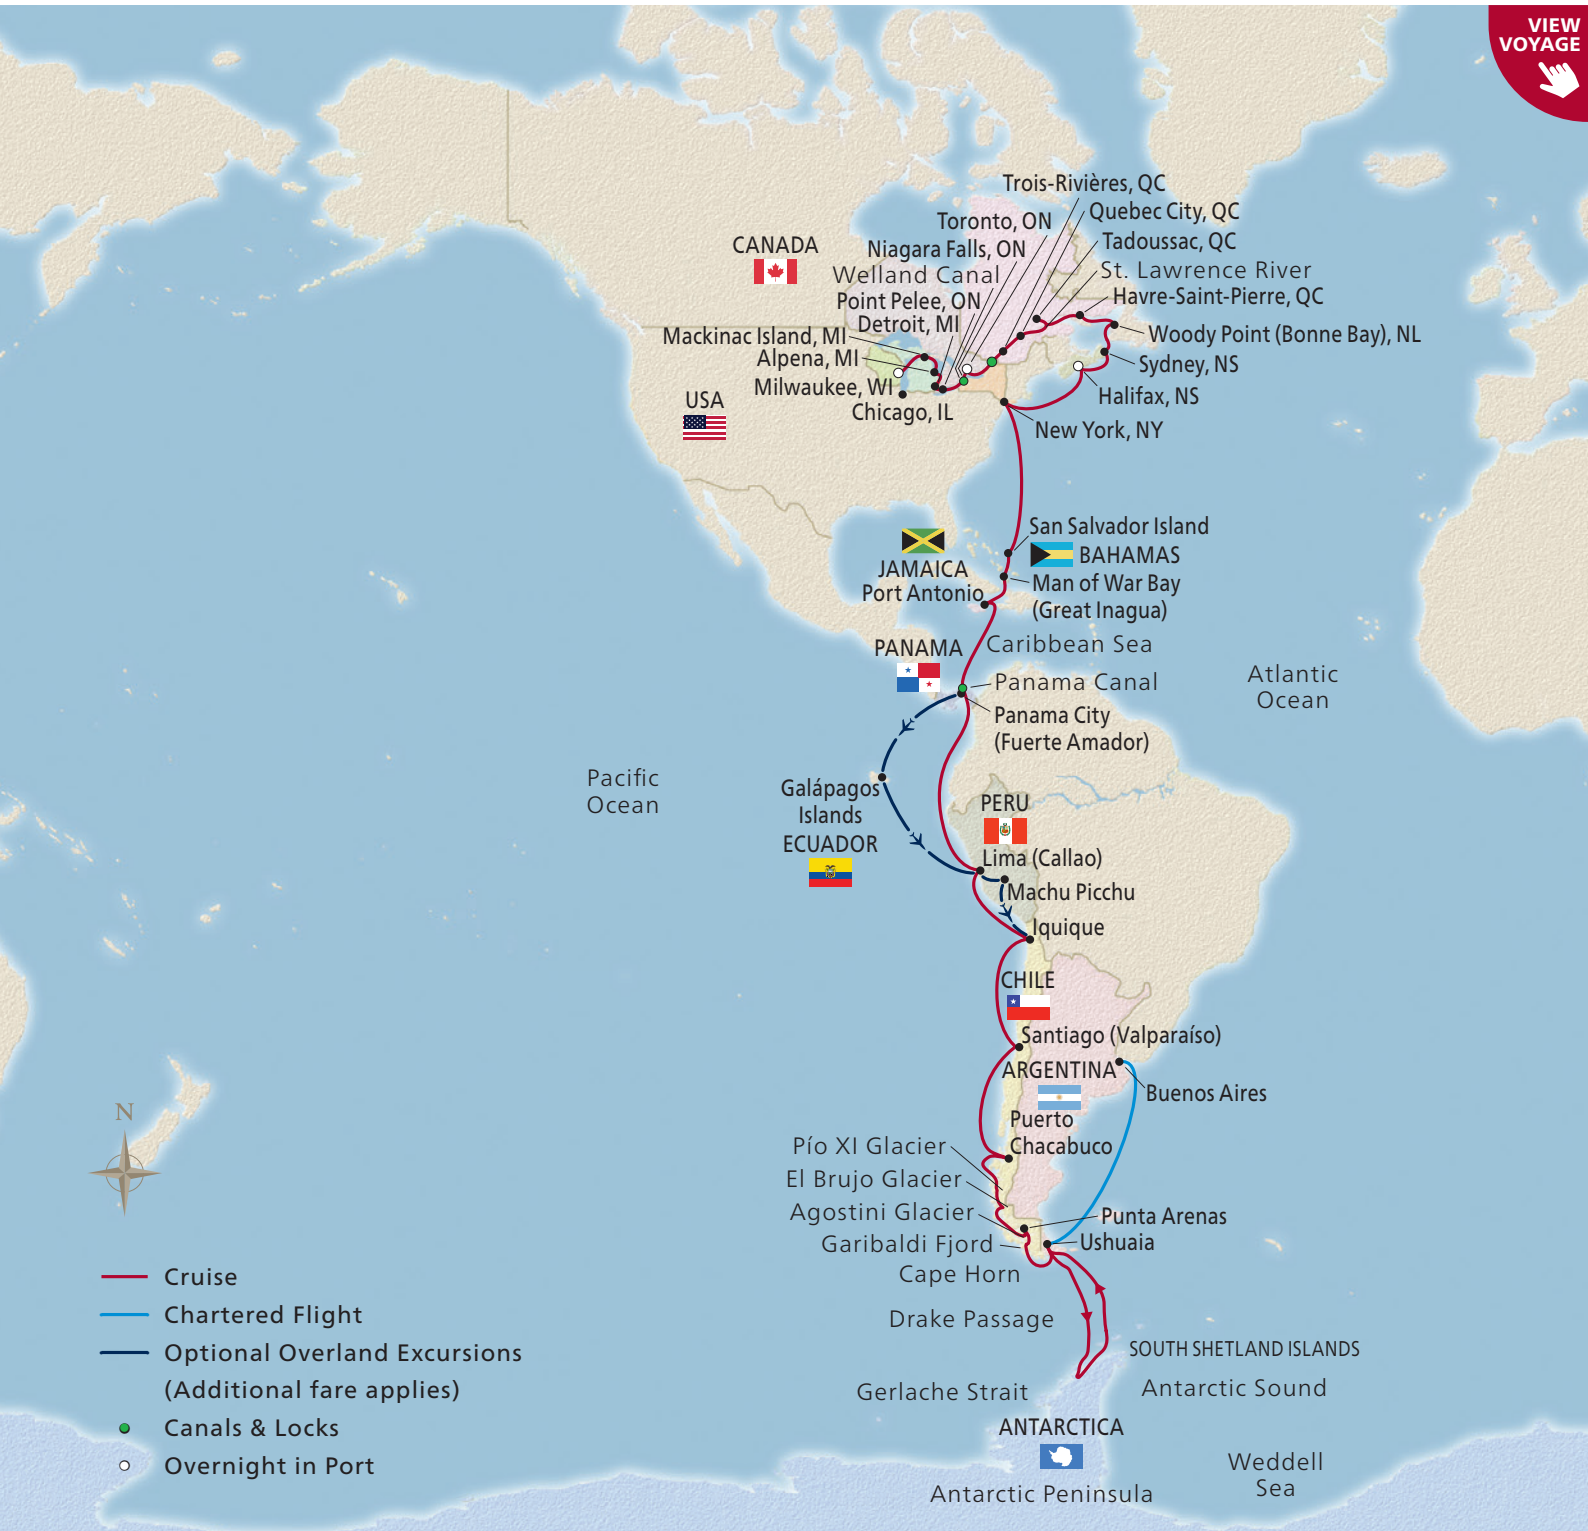 VIEW
VOYAGE
Trois-Rivières, QC
Quebec City, QC
Toronto, ON
Tadoussac, QC
Niagara Falls, ON
CANADA
Welland Canal
St. Lawrence River
Point Pelee, ON
Havre-Saint-Pierre, QC
Detroit, MI
Mackinac Island, MI
Woody Point (Bonne Bay), NL
Alpena, MI
Sydney, NS
Milwaukee, WI
Halifax, NS
USA
Chicago, IL
New York, NY
San Salvador Island
BAHAMAS
JAMAICA
Port Antonio
Man of War Bay
(Great Inagua)
PANAMA
Caribbean Sea
Panama Canal
Atlantic
Ocean
Panama City
(Fuerte Amador)
Pacific
Ocean
Galápagos
Islands
ECUADOR
PERU
Lima (Callao)
Machu Picchu
Iquique
CHILE
Santiago (Valparaíso)
ARGENTINA
Buenos Aires
Puerto
Chacabuco
N
Pío XI Glacier
El Brujo Glacier
Agostini Glacier
Punta Arenas
Garibaldi Fjord
Ushuaia
Cape Horn
Drake Passage
SOUTH SHETLAND ISLANDS
Gerlache Strait
Antarctic Sound
ANTARCTICA
Weddell
Sea
Antarctic Peninsula
Cruise
Chartered Flight
Optional Overland Excursions
(Additional fare applies)
Canals & Locks
Overnight in Port